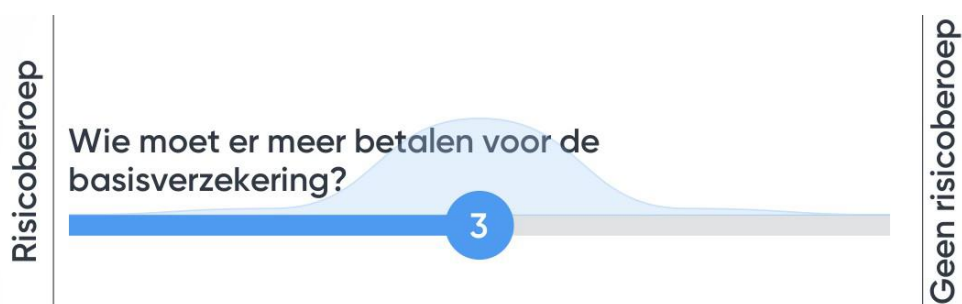 Risicoberoep
Wie moet er meer betalen voor de
basisverzekering?
3
Geen risicoberoep